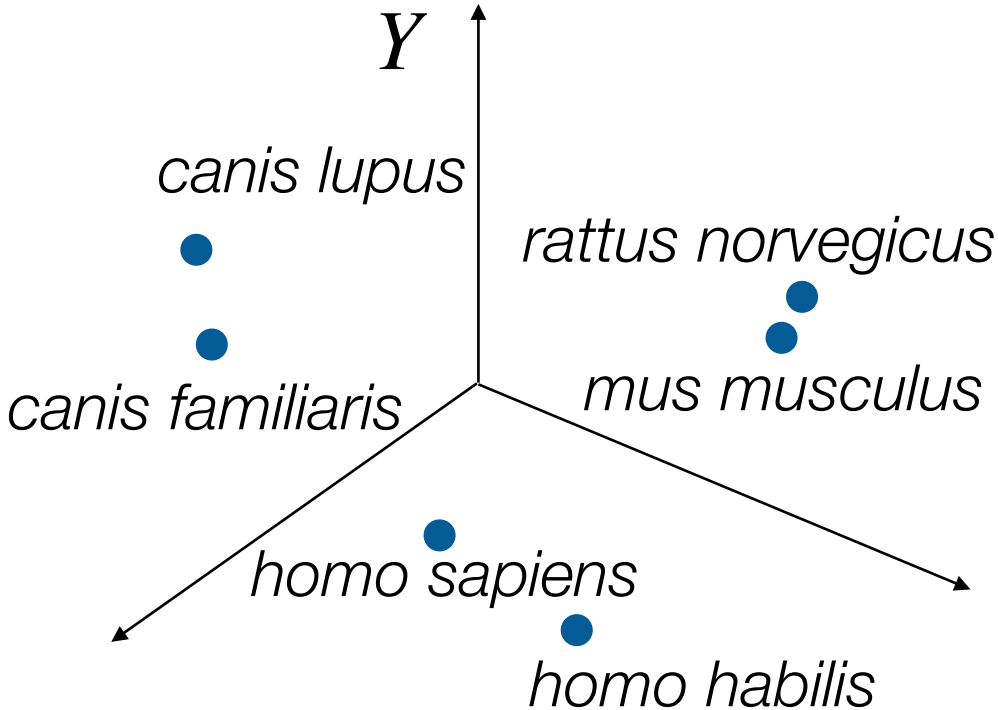 Y
canis lupus
rattus norvegicus
canis familiaris
mus musculus
homo sapiens
homo habilis